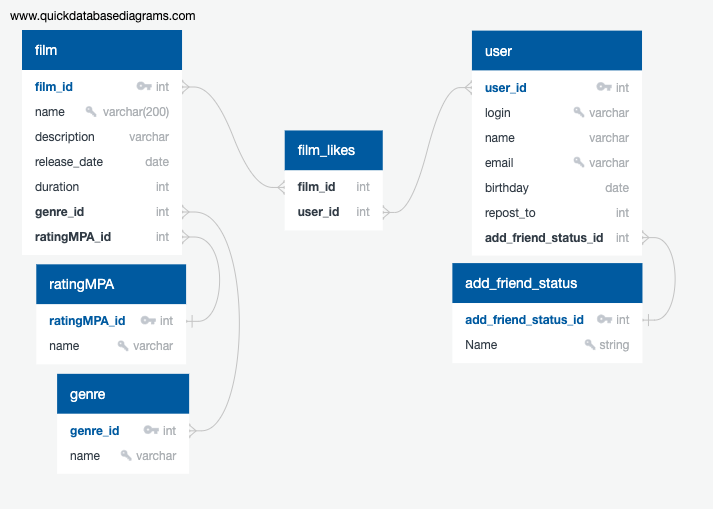 www.quickdatabasediagrams.com
film
film_id int
name varchar(200)
description varchar
release_date date
duration int
genre_id int
ratingMPA_id int
ratingMPA
ratingMPA_id int
name varchar
genre
genre_id int
name varchar
film_likes
film_id int
user_id int
user
user_id int
login varchar
name varchar
email varchar
birthday date
repost_to int
add_friend_status_id int
add_friend_status
add_friend_status_id int
Name string